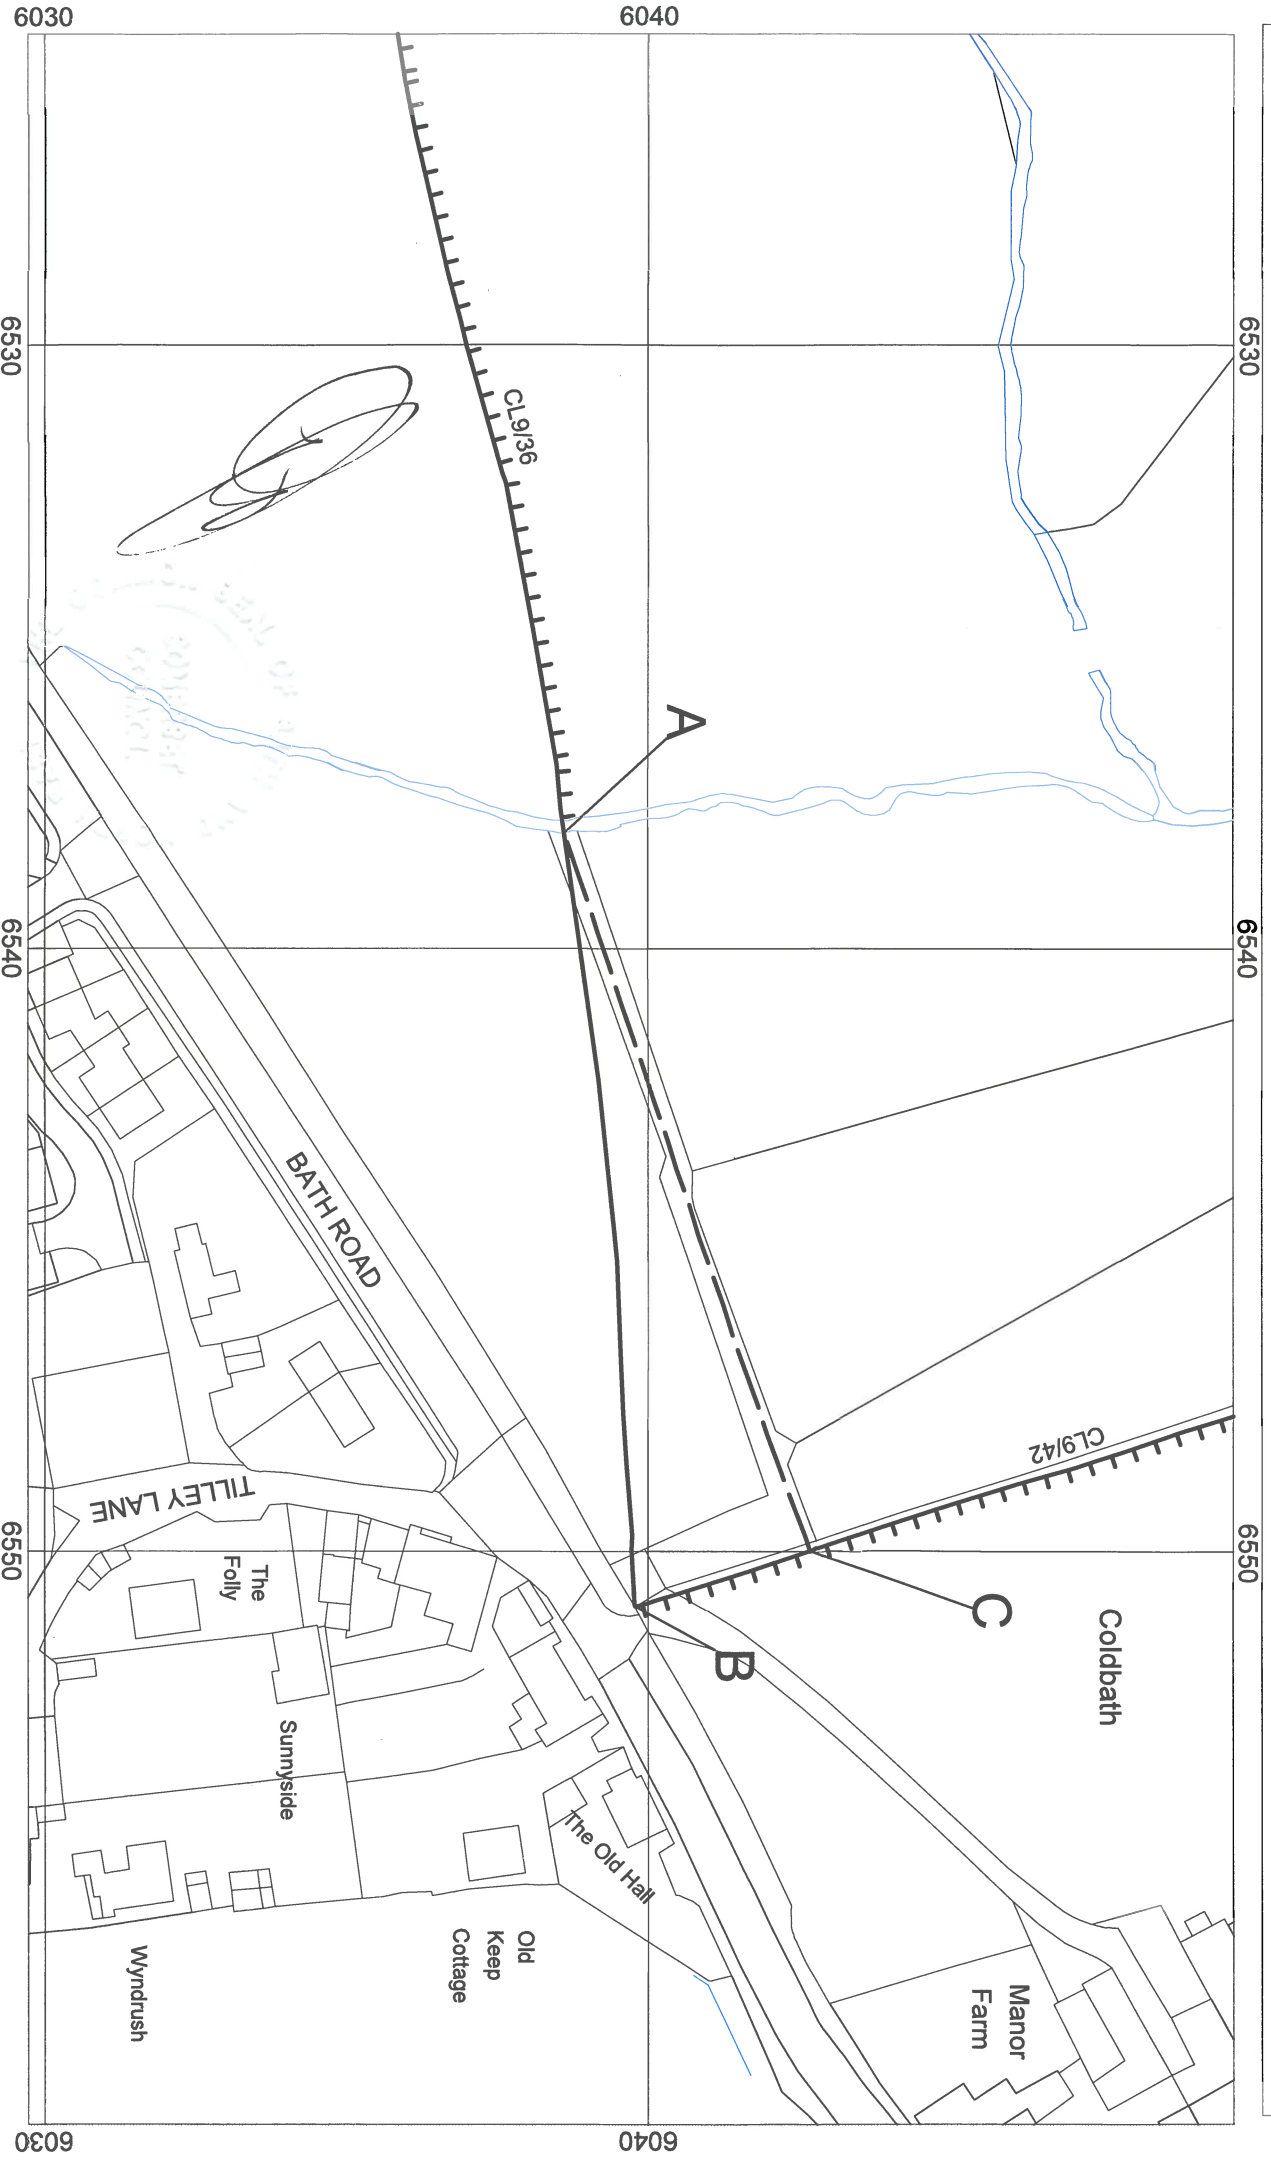 6030
6040
6530
6530
CL9/36
A
6540
6540
BATH ROAD
CL9/42
TILLEY LANE
6550
6550
The
Folly
C
B
Coldbath
Sunnyside
The Old Hall
Old
Keep
Cottage
Wyndrush
Manor
Farm
6030
6040